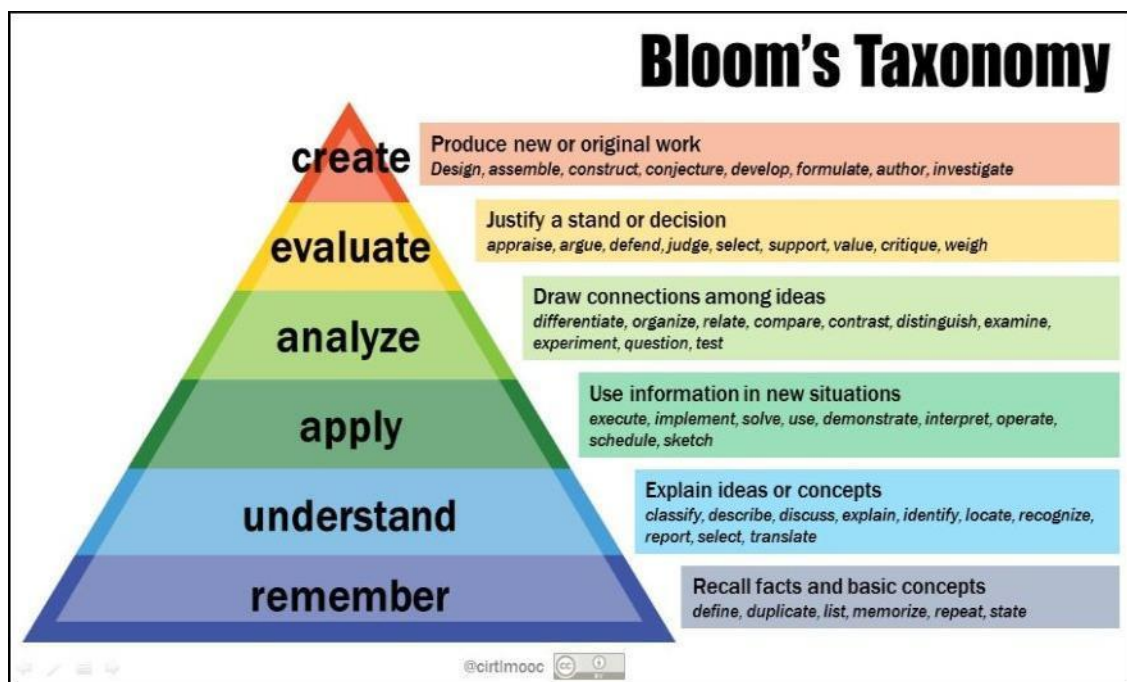 Bloom's Taxonomy
create
Produce new or original work
Design, assemble, construct, conjecture, develop, formulate, author, investigate
evaluate
Justify a stand or decision
appraise, argue, defend, judge, select, support, value, critique, weigh
analyze
Draw connections among ideas
differentiate, organize, relate, compare, contrast, distinguish, examine,
experiment, question, test
apply
Use information in new situations
execute, implement, solve, use, demonstrate, interpret, operate,
schedule, sketch
understand
Explain ideas or concepts
classify, describe, discuss, explain, identify, locate, recognize,
report, select, translate
remember
Recall facts and basic concepts
define, duplicate, list, memorize, repeat, state
@cirtlmooc
cc
BY